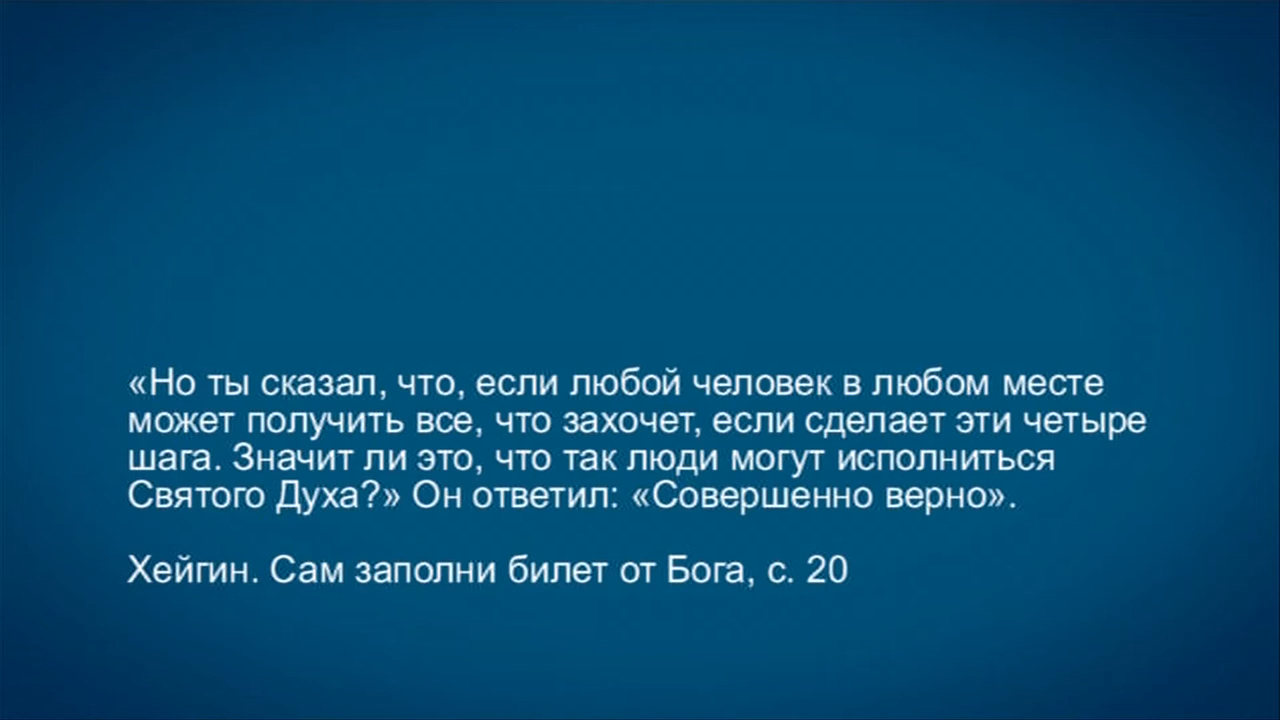 «Но ты сказал, что, если любой человек в любом месте
может получить все, что захочет, если сделает эти четыре
шага. Значит ли это, что так люди могут исполниться
Святого Духа?» Он ответил: «Совершенно верно».
Хейгин. Сам заполни билет от Бога, с. 20